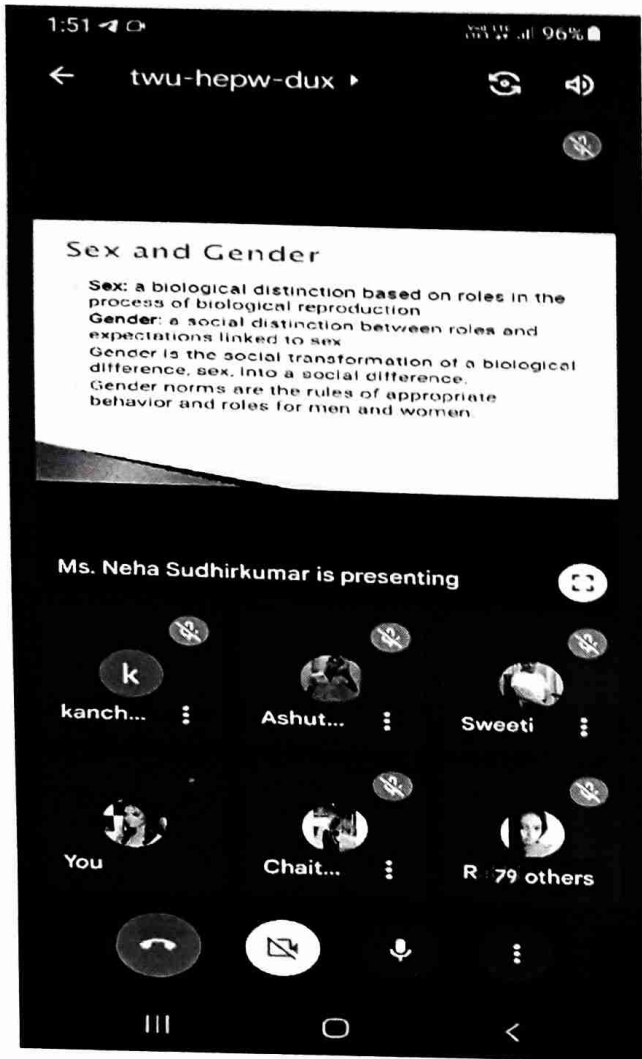 1:51 96%
twu-hepw-dux
Sex and Gender
Sex: a biological distinction based on roles in the
process of biological reproduction
Gender: a social distinction between roles and
expectations linked to sex
Gender is the social transformation of a biological
difference, sex, into a social difference.
Gender norms are the rules of appropriate
behavior and roles for men and women.
Ms. Neha Sudhirkumar is presenting
k
kanch... Ashut... Sweeti
You Chait... R 79 others